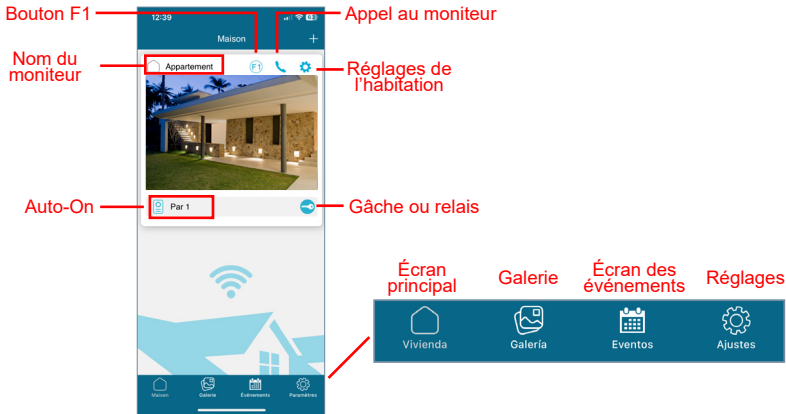 Bouton F1
Appel au moniteur
12:39
Maison
+
Nom du
moniteur
Appartement
F1
Réglages de
l'habitation
Auto-On
Par 1
Gâche ou relais
Écran
principal
Galerie
Écran des
événements
Réglages
Vivienda
Galería
Eventos
Ajustes
Maison
Galerie
Événements
Paramètres